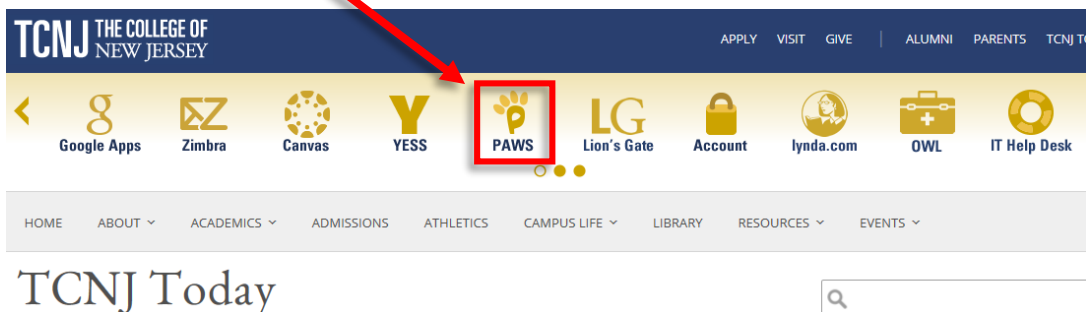 TCNJ THE COLLEGE OF
NEW JERSEY
APPLY VISIT GIVE | ALUMNI PARENTS TCNJ
Google Apps Zimbra Canvas YESS PAWS Lion's Gate Account lynda.com OWL IT Help Desk
HOME ABOUT ACADEMICS ADMISSIONS ATHLETICS CAMPUS LIFE LIBRARY RESOURCES EVENTS
TCNJ Today